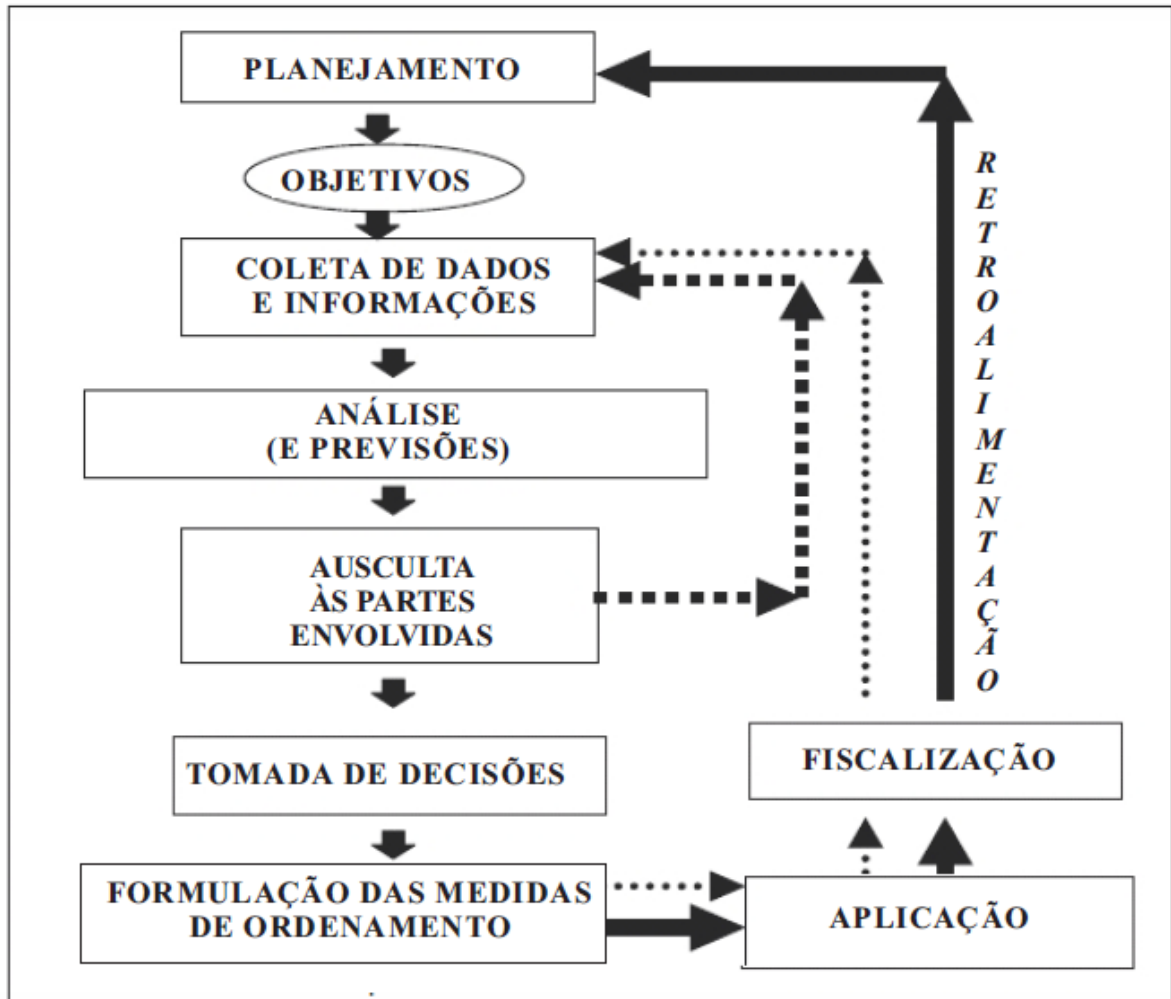 PLANEJAMENTO
OBJETIVOS
COLETA DE DADOS
E INFORMAÇÕES
ANÁLISE
(E PREVISÕES)
AUSCULTA
ÀS PARTES
ENVOLVIDAS
TOMADA DE DECISÕES
FORMULAÇÃO DAS MEDIDAS
DE ORDENAMENTO
APLICAÇÃO
FISCALIZAÇÃO
RETROALIMENTAÇÃO